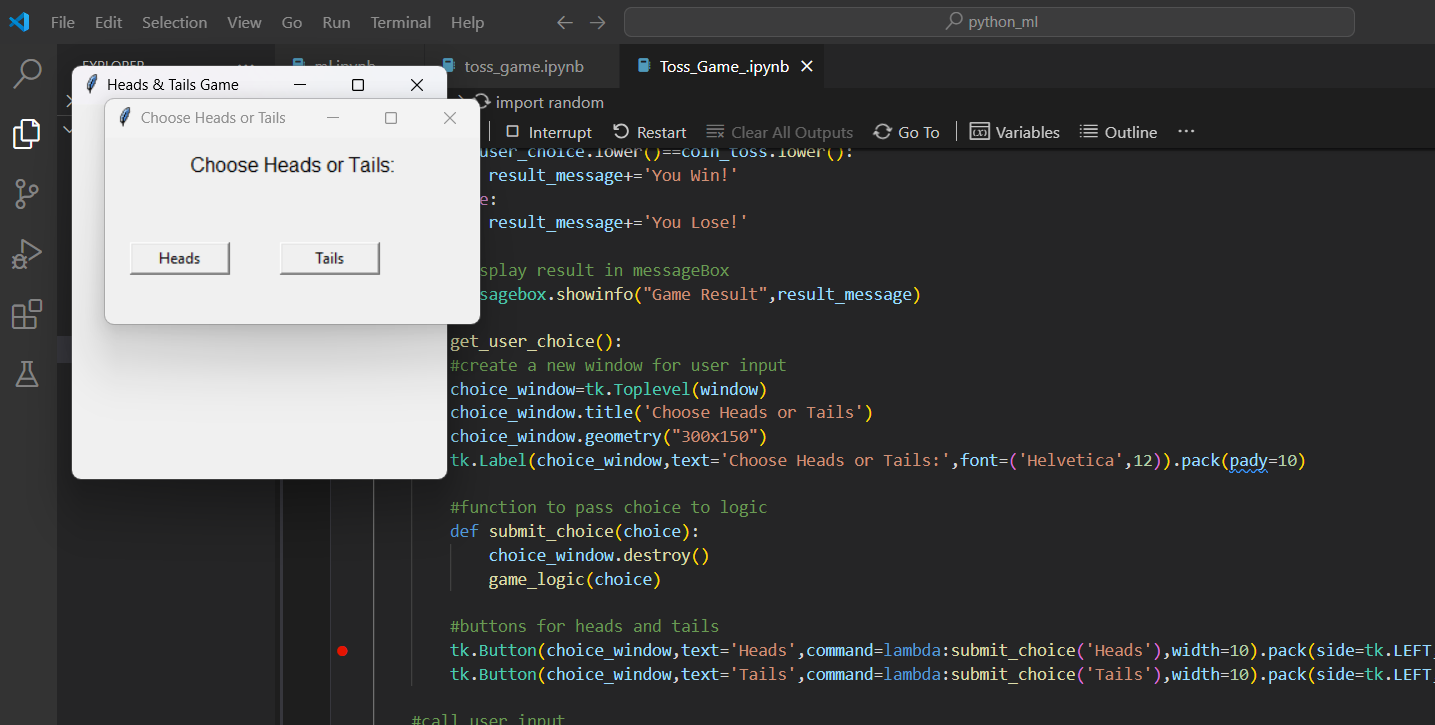 File Edit Selection View Go Run Terminal Help
python_ml
toss_game.ipynb
Toss_Game_.ipynb
Heads & Tails Game
import random
Choose Heads or Tails
Interrupt Restart Clear All Outputs Go To Variables Outline ...
Choose Heads or Tails:
Heads Tails
user_choice.lower()==coin_toss.lower():
result_message+='You Win!'
e:
result_message+='You Lose!'
splay result in messageBox
sagebox.showinfo("Game Result",result_message)
get_user_choice():
#create a new window for user input
choice_window=tk.Toplevel(window)
choice_window.title('Choose Heads or Tails')
choice_window.geometry("300x150")
tk.Label(choice_window,text='Choose Heads or Tails:',font=('Helvetica',12)).pack(pady=10)
#function to pass choice to logic
def submit_choice(choice):
choice_window.destroy()
game_logic(choice)
#buttons for heads and tails
tk.Button(choice_window,text='Heads',command=lambda:submit_choice('Heads'),width=10).pack(side=tk.LEFT,
tk.Button(choice_window,text='Tails',command=lambda:submit_choice('Tails'),width=10).pack(side=tk.LEFT,
#call user input